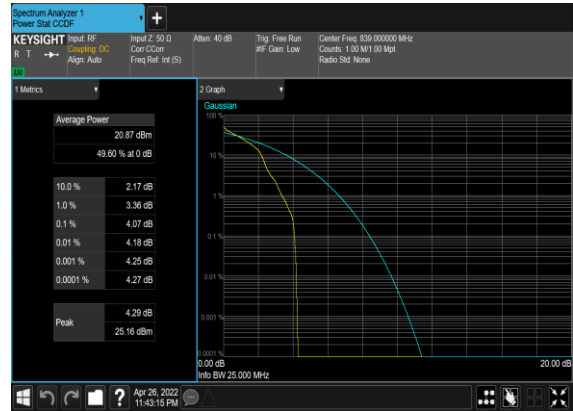 Spectrum Analyzer 1
Power Stat CCDF
KEYSIGHT
R T
LW
Input: RF
Coupling: DC
Align: Auto
Input Z: 50 Ω
Corr CCorr
Freq Ref: Int (S)
Atten: 40 dB
Trig: Free Run
#IF Gain: Low
Center Freq: 839.000000 MHz
Counts: 1.00 M/1.00 Mpt
Radio Std: None
1 Metrics
Average Power
20.87 dBm
49.60 % at 0 dB
10.0 % 2.17 dB
1.0 % 3.36 dB
0.1 % 4.07 dB
0.01 % 4.18 dB
0.001 % 4.25 dB
0.0001 % 4.27 dB
Peak
4.29 dB
25.16 dBm
2 Graph
Gaussian
100 %
10 %
1 %
0.1 %
0.01 %
0.001 %
0.0001 %
0.00 dB
20.00 dB
Info BW 25.000 MHz
?
Apr 26, 2022
11:43:15 PM